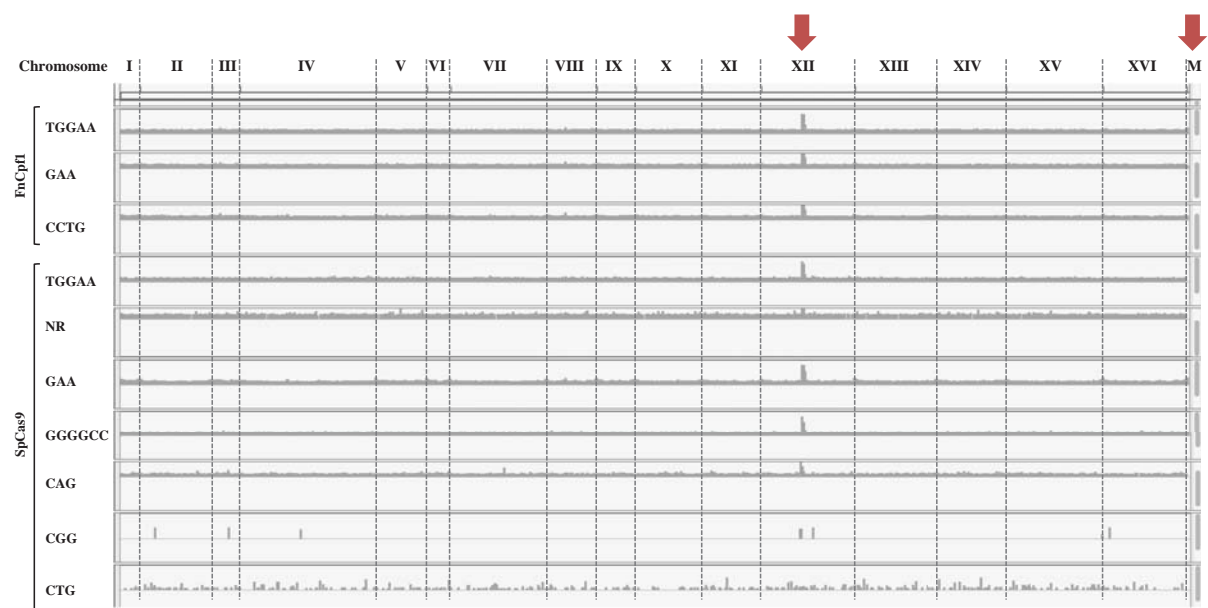 Chromosome I II III IV V VI VII VIII IX X XI XII XIII XIV XV XVI M
FnCpf1
TGGAA
GAA
CCTG
SpCas9
TGGAA
NR
GAA
GGGGCC
CAG
CGG
CTG